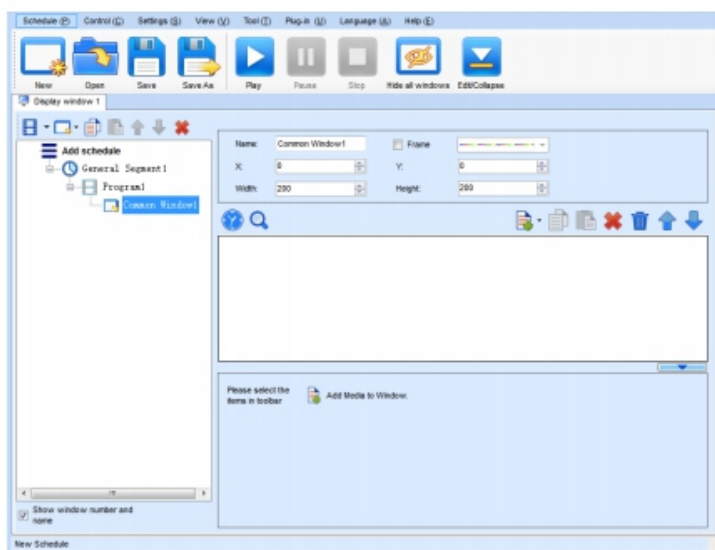 Schedule (P) Control (C) Settings (S) View (V) Tool (T) Plug-in (U) Language (A) Help (E)
New Open Save Save As Play Pause Stop Hide all windows Edit/Collapse
Display window 1
Add schedule
General Segment1
Program1
Common Window1
Name: Common Window1 Frame
X: 0 Y: 0
Width: 200 Height: 200
Please select the
items in toolbar
Add Media to Window.
Show window number and
name
New Schedule